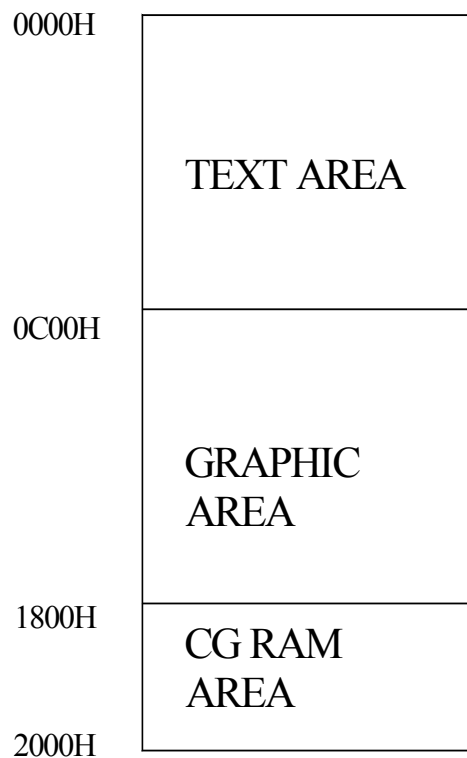 0000H
TEXT AREA
0C00H
GRAPHIC
AREA
1800H
CG RAM
AREA
2000H